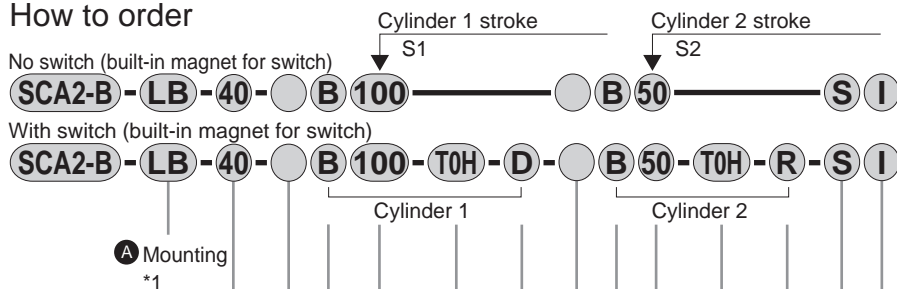 How to order
Cylinder 1 stroke
Cylinder 2 stroke
S1
S2
No switch (built-in magnet for switch)
SCA2-B - LB - 40 - B 100 B 50 S I
With switch (built-in magnet for switch)
SCA2-B - LB - 40 - B 100 - T0H - D - B 50 - T0H - R - S I
Cylinder 1
Cylinder 2
A Mounting
*1